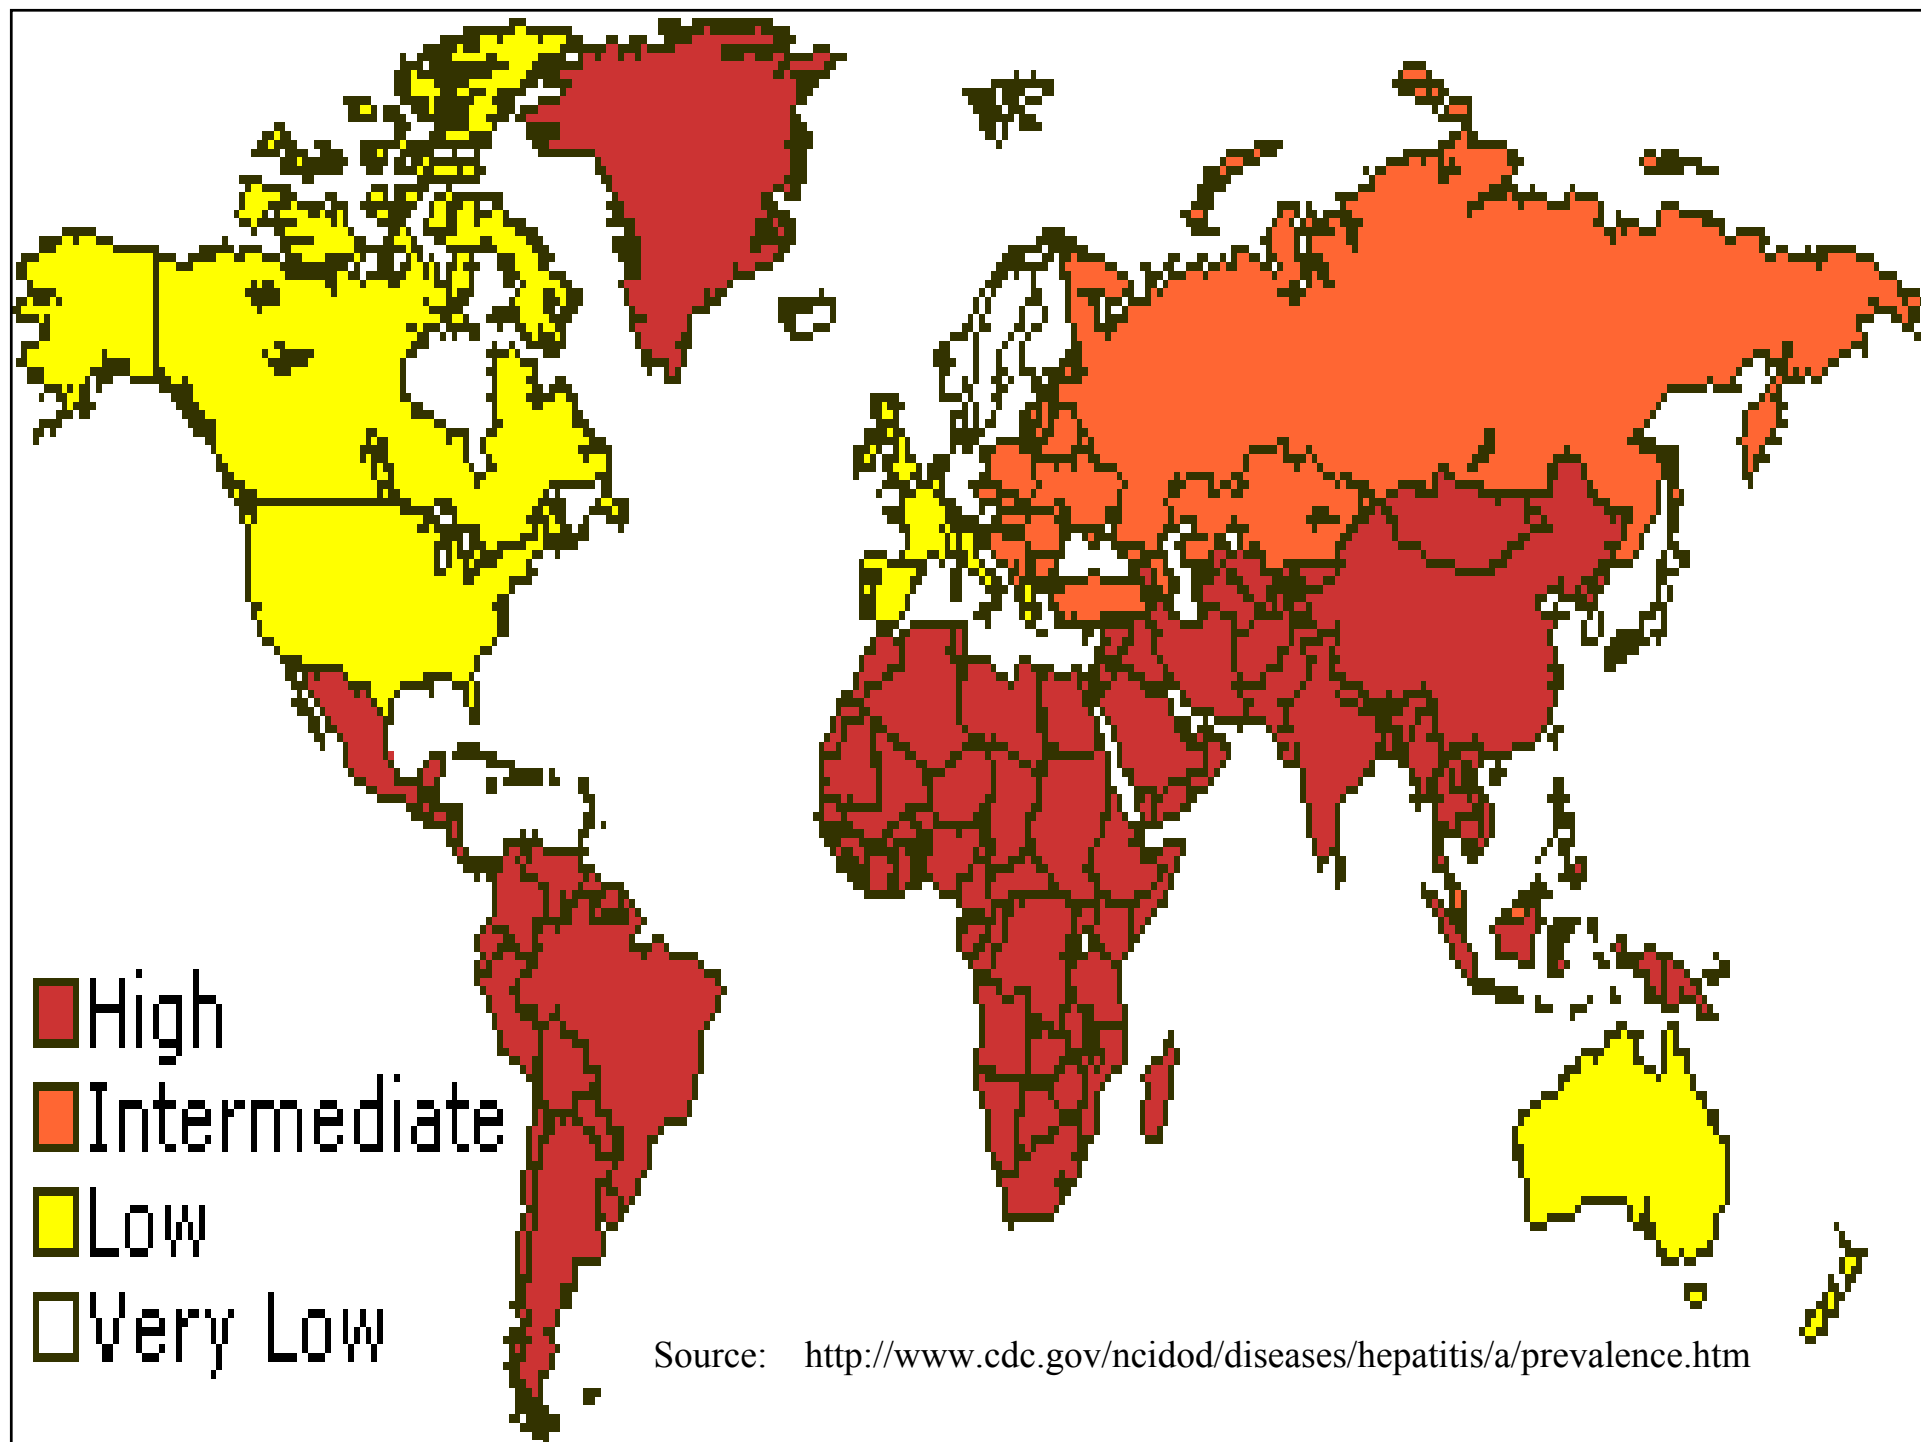 High
Intermediate
Low
Very Low
Source: http://www.cdc.gov/ncidod/diseases/hepatitis/a/prevalence.htm